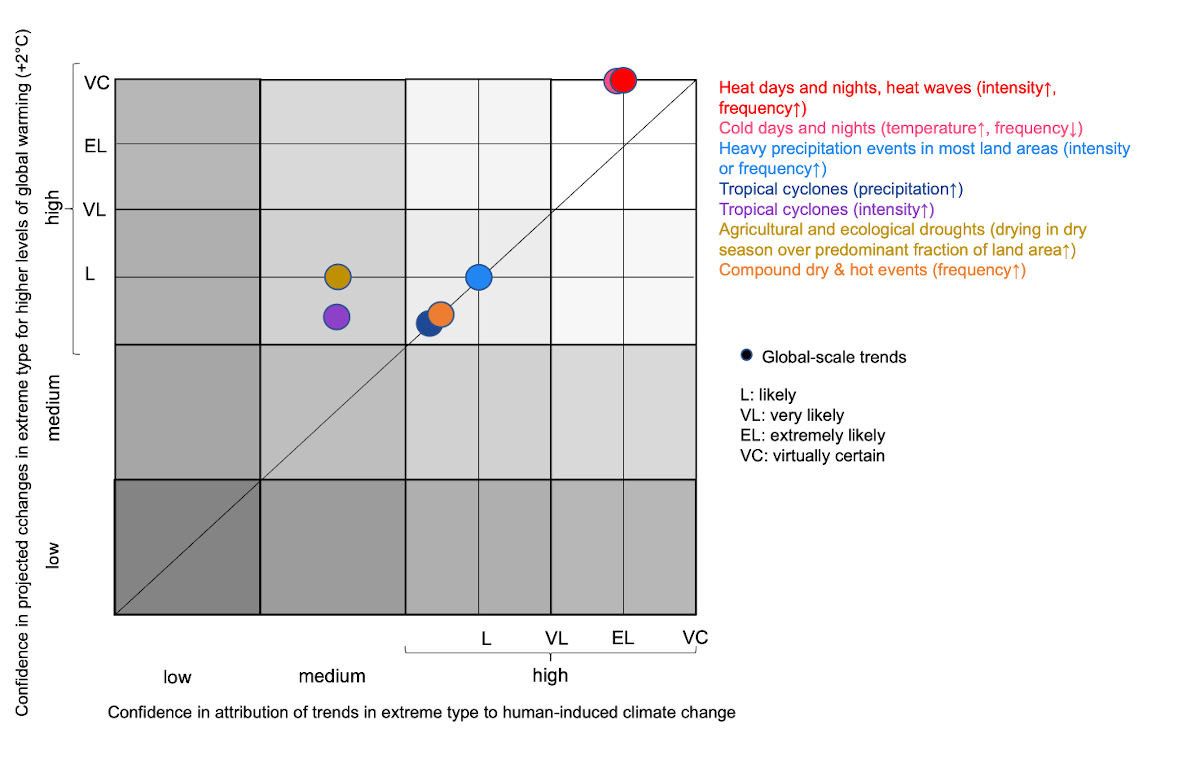 Confidence in projected cchanges in extreme type for higher levels of global warming (+2°C)
high
medium
low
VC
EL
VL
L
Heat days and nights, heat waves (intensity↑,
frequency↑)
Cold days and nights (temperature↑, frequency↓)
Heavy precipitation events in most land areas (intensity
or frequency↑)
Tropical cyclones (precipitation↑)
Tropical cyclones (intensity↑)
Agricultural and ecological droughts (drying in dry
season over predominant fraction of land area↑)
Compound dry & hot events (frequency↑)
Global-scale trends
L: likely
VL: very likely
EL: extremely likely
VC: virtually certain
L VL EL VC
low medium high
Confidence in attribution of trends in extreme type to human-induced climate change